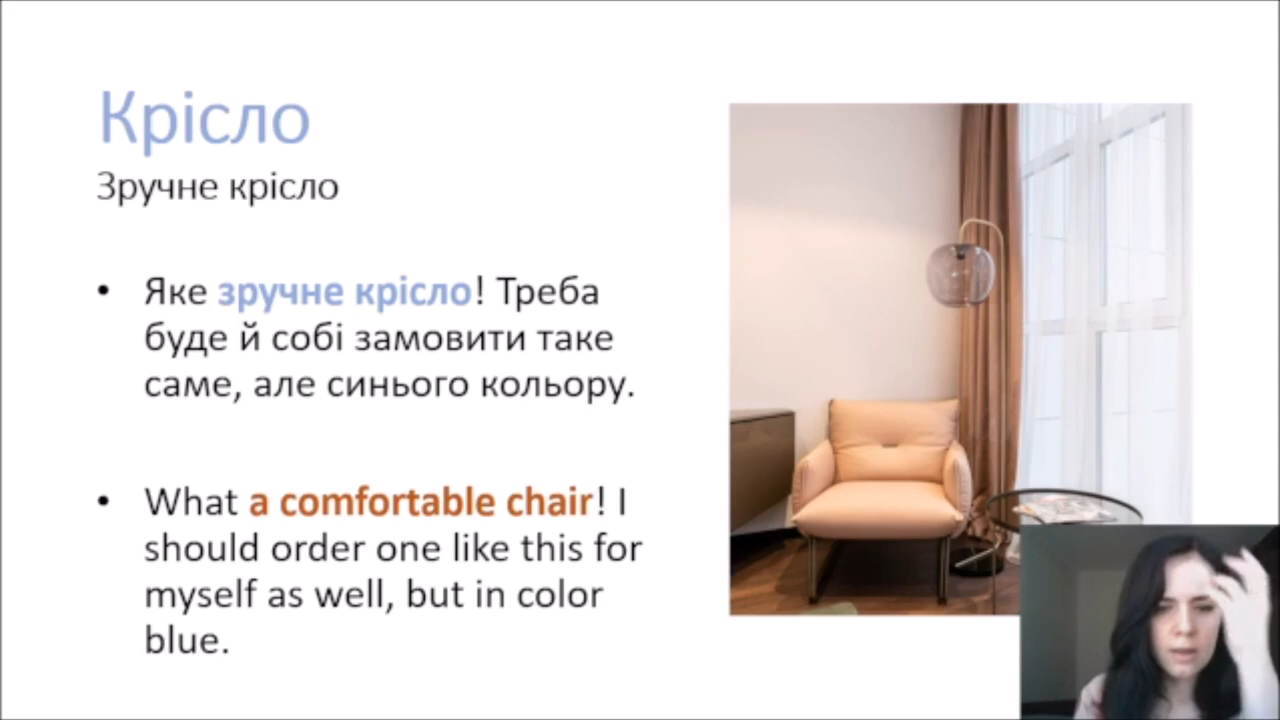 Крісло
Зручне крісло
• Яке зручне крісло! Треба
буде й собі замовити таке
саме, але синього кольору.
• What a comfortable chair! I
should order one like this for
myself as well, but in color
blue.